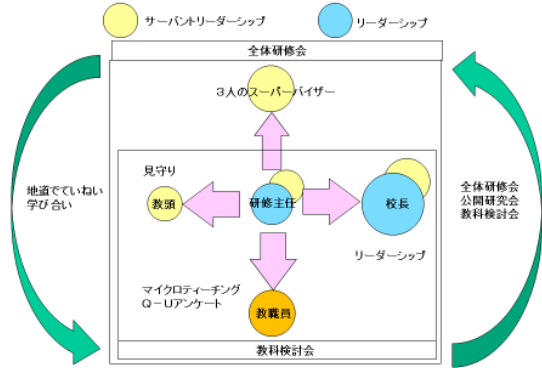 サーバントリーダーシップ
リーダーシップ
全体研修会
3人のスーパーバイザー
見守り
教頭
研修主任
校長
リーダーシップ
マイクロティーチング
Q-Uアンケート
教職員
教科検討会
地道でていねい
学び合い
全体研修会
公開研究会
教科検討会